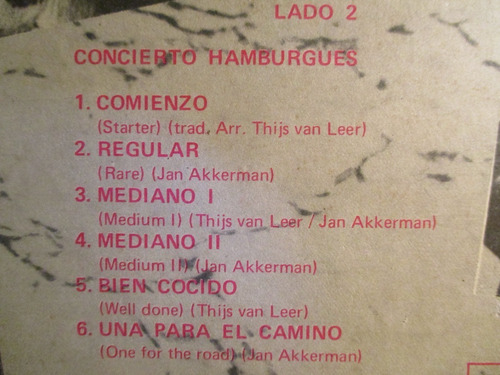 LADO 2
CONCIERTO HAMBURGUES
1. COMIENZO
(Starter) (trad. Arr. Thijs van Leer)
2. REGULAR
(Rare) (Jan Akkerman)
3. MEDIANO I
(Medium I) (Thijs van Leer / Jan Akkerman)
4. MEDIANO II
(Medium II) (Jan Akkerman)
5. BIEN COCIDO
(Well done) (Thijs van Leer)
6. UNA PARA EL CAMINO
(One for the road) (Jan Akkerman)